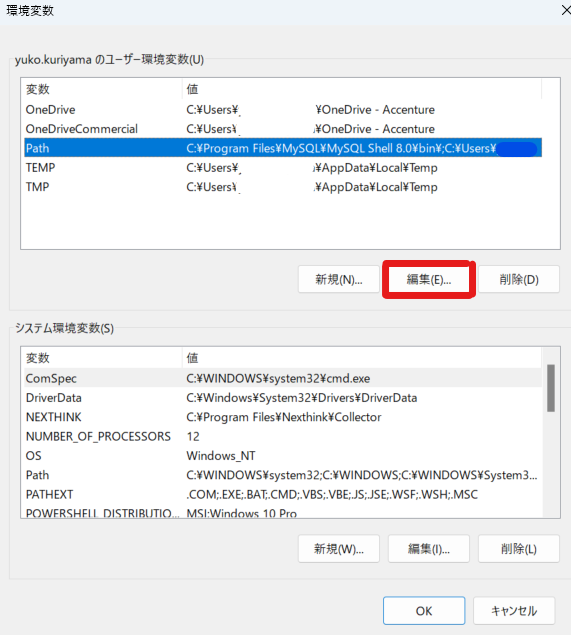 環境変数
yuko.kuriyama のユーザー環境変数(U)
変数 値
OneDrive C:¥Users¥ ¥OneDrive - Accenture
OneDriveCommercial C:¥Users¥ ¥OneDrive - Accenture
Path C:¥Program Files¥MySQL¥MySQL Shell 8.0¥bin¥;C:¥Users¥
TEMP C:¥Users¥ ¥AppData¥Local¥Temp
TMP C:¥Users¥ ¥AppData¥Local¥Temp
新規(N)... 編集(E)... 削除(D)
システム環境変数(S)
変数 値
ComSpec C:¥WINDOWS¥system32¥cmd.exe
DriverData C:¥Windows¥System32¥Drivers¥DriverData
NEXTHINK C:¥Program Files¥Nexthink¥Collector
NUMBER_OF_PROCESSORS 12
OS Windows_NT
Path C:¥WINDOWS¥system32;C:¥WINDOWS;C:¥WINDOWS¥System3...
PATHEXT .COM;.EXE;.BAT;.CMD;.VBS;.VBE;.JS;.JSE;.WSF;.WSH;.MSC
POWERSHELL_DISTRIBUTIO... MSI:Windows 10 Pro
新規(W)... 編集(I)... 削除(L)
OK キャンセル